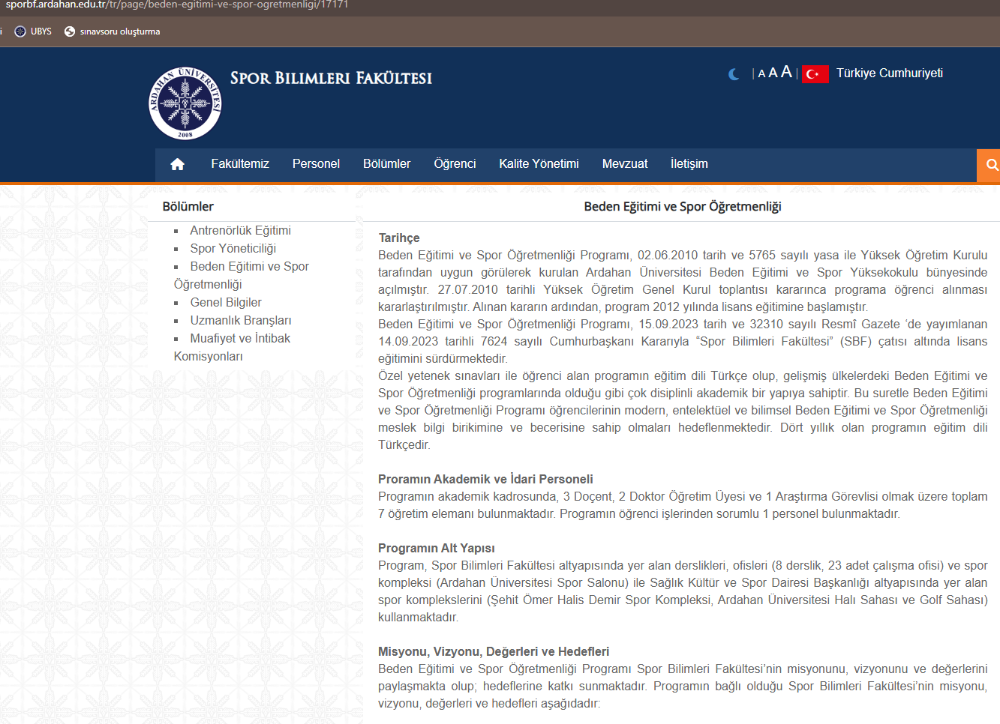 sporbf.ardahan.edu.tr/tr/page/beden-egitimi-ve-spor-ogretmenligi/17171
i UBYS sınavsoru oluşturma
ARDAHAN ÜNİVERSİTESİ
2008
SPOR BILIMLERI FAKÜLTESI
| A A A | Türkiye Cumhuriyeti
Fakültemiz Personel Bölümler Öğrenci Kalite Yönetimi Mevzuat İletişim
Bölümler
Antrenörlük Eğitimi
Spor Yöneticiliği
Beden Eğitimi ve Spor
Öğretmenliği
Genel Bilgiler
Uzmanlık Branşları
Muafiyet ve İntibak
Komisyonları
Beden Eğitimi ve Spor Öğretmenliği
Tarihçe
Beden Eğitimi ve Spor Öğretmenliği Programı, 02.06.2010 tarih ve 5765 sayılı yasa ile Yüksek Öğretim Kurulu
tarafından uygun görülerek kurulan Ardahan Üniversitesi Beden Eğitimi ve Spor Yüksekokulu bünyesinde
açılmıştır. 27.07.2010 tarihli Yüksek Öğretim Genel Kurul toplantısı kararınca programa öğrenci alınması
kararlaştırılmıştır. Alınan kararın ardından, program 2012 yılında lisans eğitimine başlamıştır.
Beden Eğitimi ve Spor Öğretmenliği Programı, 15.09.2023 tarih ve 32310 sayılı Resmî Gazete ‘de yayımlanan
14.09.2023 tarihli 7624 sayılı Cumhurbaşkanı Kararıyla “Spor Bilimleri Fakültesi” (SBF) çatısı altında lisans
eğitimini sürdürmektedir.
Özel yetenek sınavları ile öğrenci alan programın eğitim dili Türkçe olup, gelişmiş ülkelerdeki Beden Eğitimi ve
Spor Öğretmenliği programlarında olduğu gibi çok disiplinli akademik bir yapıya sahiptir. Bu suretle Beden Eğitimi
ve Spor Öğretmenliği Programı öğrencilerinin modern, entelektüel ve bilimsel Beden Eğitimi ve Spor Öğretmenliği
meslek bilgi birikimine ve becerisine sahip olmaları hedeflenmektedir. Dört yıllık olan programın eğitim dili
Türkçedir.
Proramın Akademik ve İdari Personeli
Programın akademik kadrosunda, 3 Doçent, 2 Doktor Öğretim Üyesi ve 1 Araştırma Görevlisi olmak üzere toplam
7 öğretim elemanı bulunmaktadır. Programın öğrenci işlerinden sorumlu 1 personel bulunmaktadır.
Programın Alt Yapısı
Program, Spor Bilimleri Fakültesi altyapısında yer alan derslikleri, ofisleri (8 derslik, 23 adet çalışma ofisi) ve spor
kompleksi (Ardahan Üniversitesi Spor Salonu) ile Sağlık Kültür ve Spor Dairesi Başkanlığı altyapısında yer alan
spor komplekslerini (Şehit Ömer Halis Demir Spor Kompleksi, Ardahan Üniversitesi Halı Sahası ve Golf Sahası)
kullanmaktadır.
Misyonu, Vizyonu, Değerleri ve Hedefleri
Beden Eğitimi ve Spor Öğretmenliği Programı Spor Bilimleri Fakültesi’nin misyonunu, vizyonunu ve değerlerini
paylaşmakta olup; hedeflerine katkı sunmaktadır. Programın bağlı olduğu Spor Bilimleri Fakültesi’nin misyonu,
vizyonu, değerleri ve hedefleri aşağıdadır: